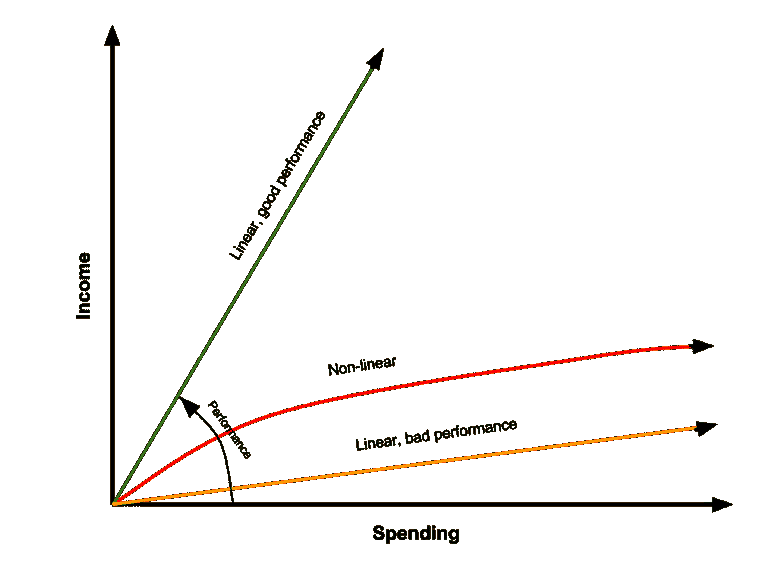 Linear, good performance
Income
Non-linear
Performance
Linear, bad performance
Spending